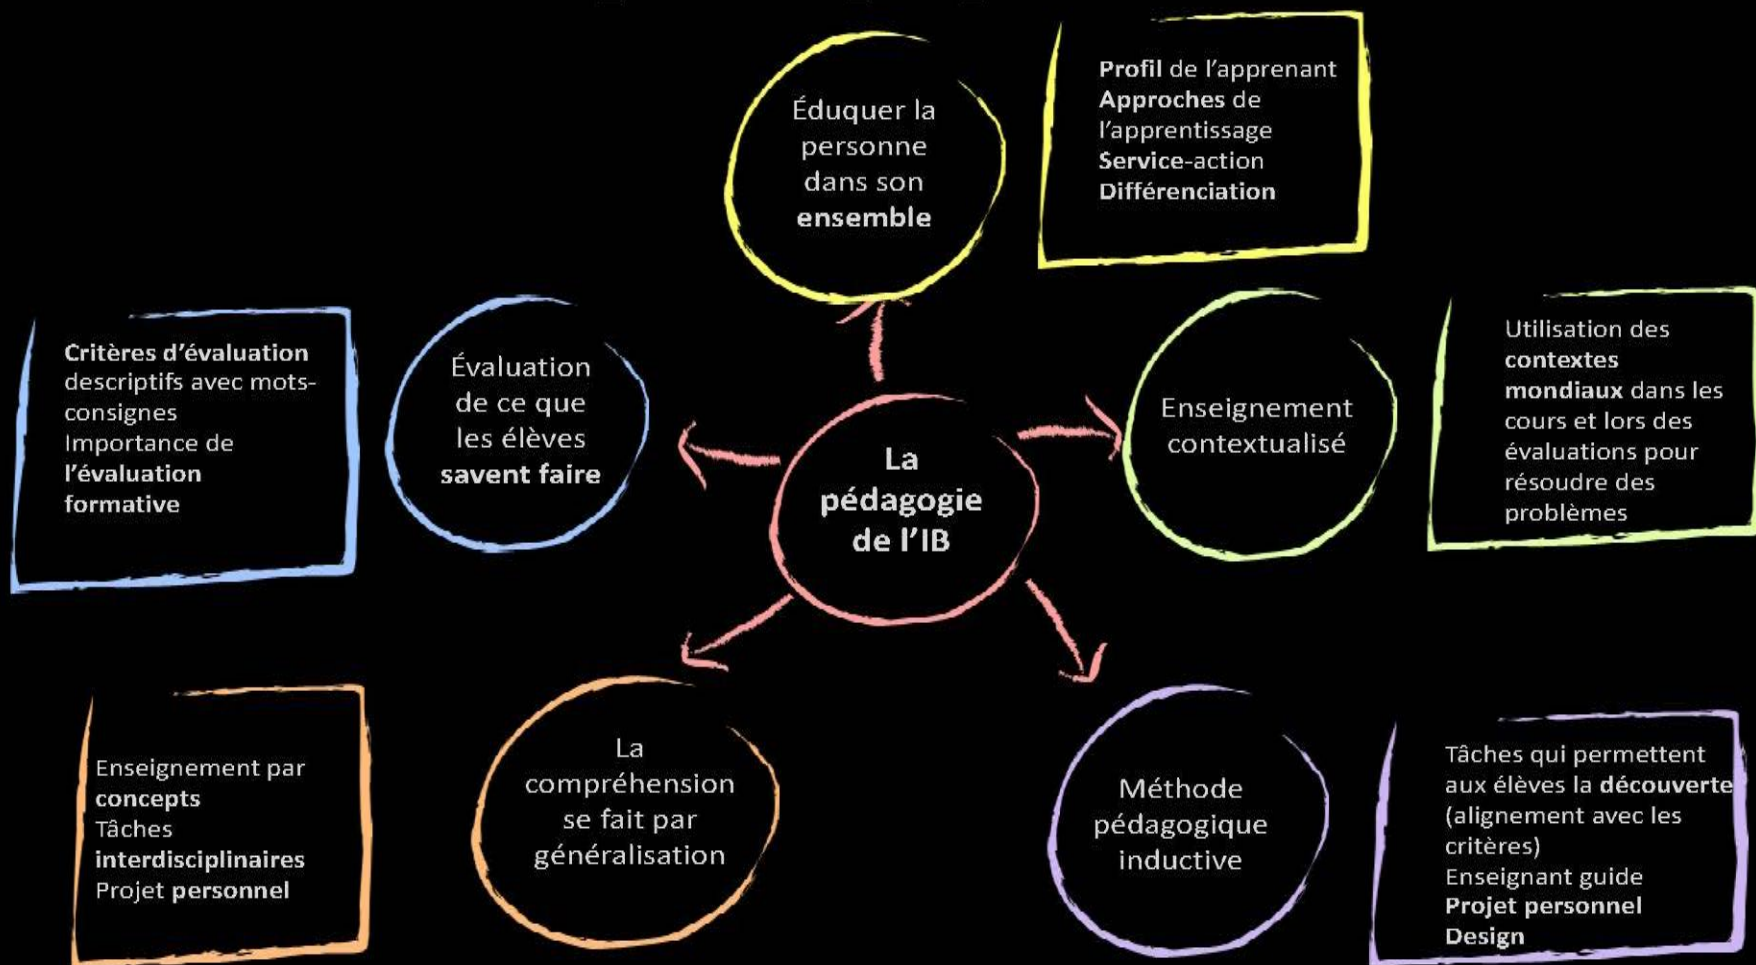 Éduquer la
personne
dans son
ensemble
Profil de l'apprenant
Approches de
l'apprentissage
Service-action
Différenciation
Critères d'évaluation
descriptifs avec mots-
consignes
Importance de
l'évaluation
formative
Évaluation
de ce que
les élèves
savent faire
La
pédagogie
de l'IB
Enseignement
contextualisé
Utilisation des
contextes
mondiaux dans les
cours et lors des
évaluations pour
résoudre des
problèmes
Enseignement par
concepts
Tâches
interdisciplinaires
Projet personnel
La
compréhension
se fait par
généralisation
Méthode
pédagogique
inductive
Tâches qui permettent
aux élèves la découverte
(alignement avec les
critères)
Enseignant guide
Projet personnel
Design